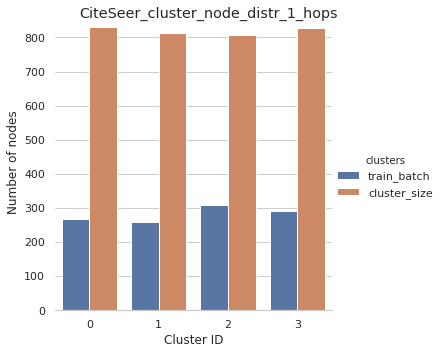 CiteSeer_cluster_node_distr_1_hops
800
700
600
500
400
300
200
100
0
Number of nodes
0 1 2 3
Cluster ID
clusters
train_batch
cluster_size